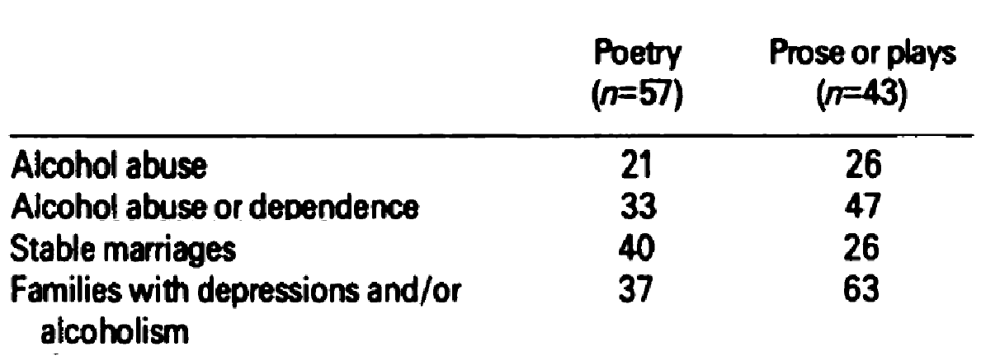 Poetry Prose or plays
(n=57) (n=43)
Alcohol abuse 21 26
Alcohol abuse or dependence 33 47
Stable marriages 40 26
Families with depressions and/or 37 63
alcoholism